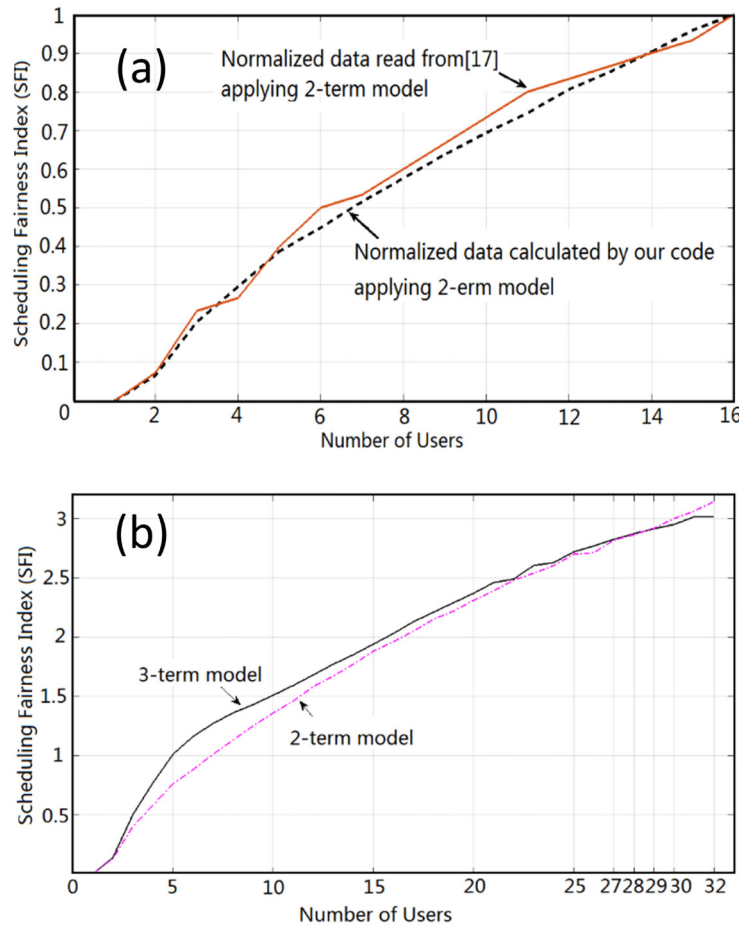 1
0.9
0.8
0.7
0.6
0.5
0.4
0.3
0.2
0.1
0
Scheduling Fairness Index (SFI)
(a)
Normalized data read from[17]
applying 2-term model
Normalized data calculated by our code
applying 2-erm model
2 4 6 8 10 12 14 16
Number of Users
3
2.5
2
1.5
1
0.5
Scheduling Fairness Index (SFI)
(b)
3-term model
2-term model
0 5 10 15 20 25 27 28 29 30 32
Number of Users